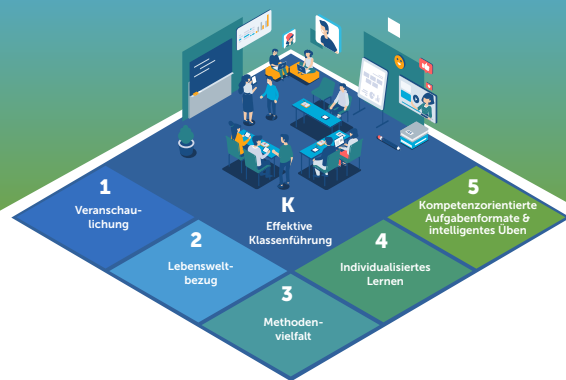 1
Veranschau-
lichung
2
Lebenswelt-
bezug
3
Methoden-
vielfalt
K
Effektive
Klassenführung
4
Individualisiertes
Lernen
5
Kompetenzorientierte
Aufgabenformate &
intelligentes Üben